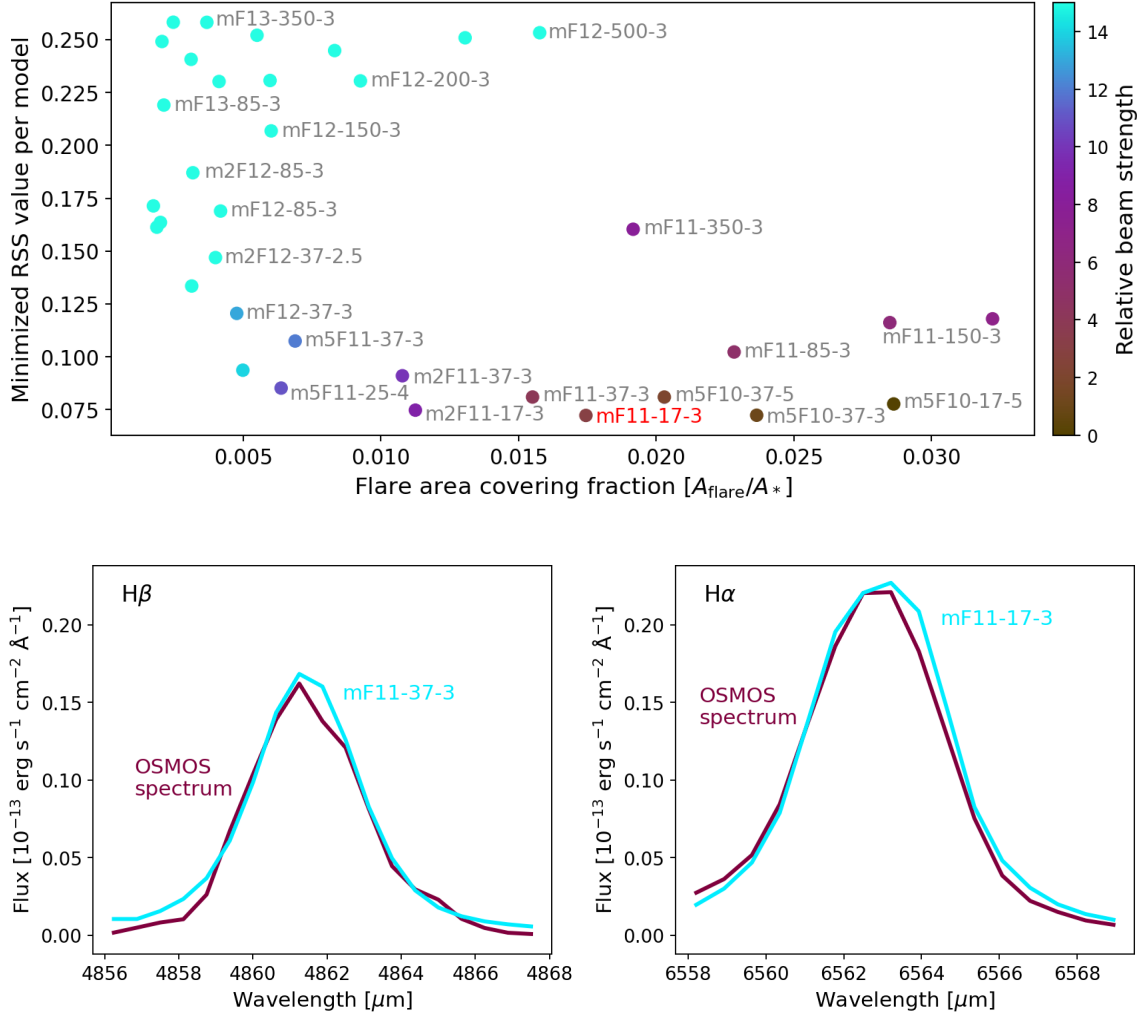 mF13-350-3
mF12-500-3
mF12-200-3
mF13-85-3
mF12-150-3
m2F12-85-3
mF12-85-3
mF11-350-3
m2F12-37-2.5
mF12-37-3
m5F11-37-3
mF11-150-3
mF11-85-3
m2F11-37-3
m5F11-25-4
mF11-37-3
m5F10-37-5
m5F10-17-5
m2F11-17-3
mF11-17-3
m5F10-37-3
0.250
0.225
0.200
0.175
0.150
0.125
0.100
0.075
Minimized RSS value per model
0.005
0.010
0.015
0.020
0.025
0.030
Flare area covering fraction [A_flare/A_*]
14
12
10
8
6
4
2
0
Relative beam strength
Hβ
mF11-37-3
OSMOS
spectrum
0.20
0.15
0.10
0.05
0.00
Flux [10⁻¹³ erg s⁻¹ cm⁻² Å⁻¹]
4856
4858
4860
4862
4864
4866
4868
Wavelength [μm]
Hα
mF11-17-3
OSMOS
spectrum
0.20
0.15
0.10
0.05
0.00
Flux [10⁻¹³ erg s⁻¹ cm⁻² Å⁻¹]
6558
6560
6562
6564
6566
6568
Wavelength [μm]